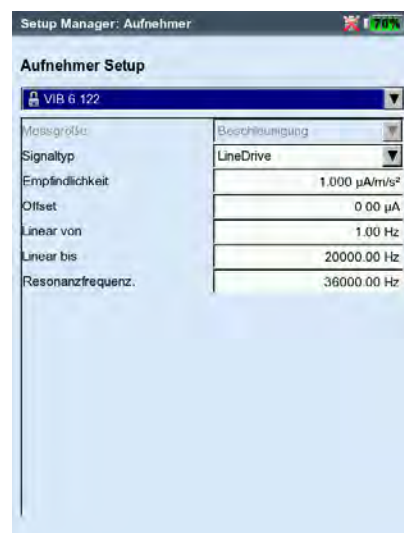 Setup Manager: Aufnehmer 70%
Aufnehmer Setup
VIB 6.122
Messgröße Beschleunigung
Signaltyp LineDrive
Empfindlichkeit 1.000 µA/m/s²
Offset 0.00 µA
Linear von 1.00 Hz
Linear bis 20000.00 Hz
Resonanzfrequenz. 36000.00 Hz